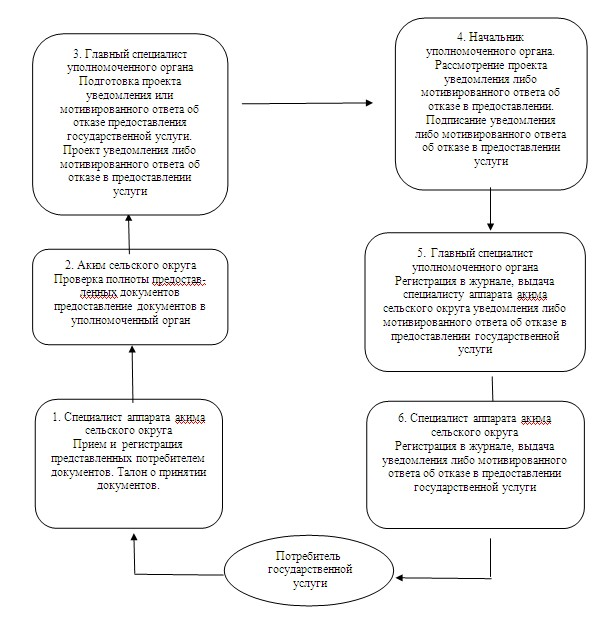 3. Главный специалист
уполномоченного органа
Подготовка проекта
уведомления или
мотивированного ответа об
отказе предоставления
государственной услуги.
Проект уведомления либо
мотивированного ответа об
отказе в предоставлении
услуги
4. Начальник
уполномоченного органа.
Рассмотрение проекта
уведомления либо
мотивированного ответа об
отказе в предоставлении.
Подписание уведомления
либо мотивированного ответа
об отказе в предоставлении
услуги
2. Аким сельского округа
Проверка полноты предостав-
ленных документов
предоставление документов в
уполномоченный орган
5. Главный специалист
уполномоченного органа
Регистрация в журнале, выдача
специалисту аппарата акима
сельского округа уведомления либо
мотивированного ответа об отказе в
предоставлении государственной
услуги
1. Специалист аппарата акима
сельского округа
Прием и регистрация
представленных потребителем
документов. Талон о принятии
документов.
6. Специалист аппарата акима
сельского округа
Регистрация в журнале, выдача
уведомления либо мотивированного
ответа об отказе в предоставлении
государственной услуги
Потребитель
государственной
услуги